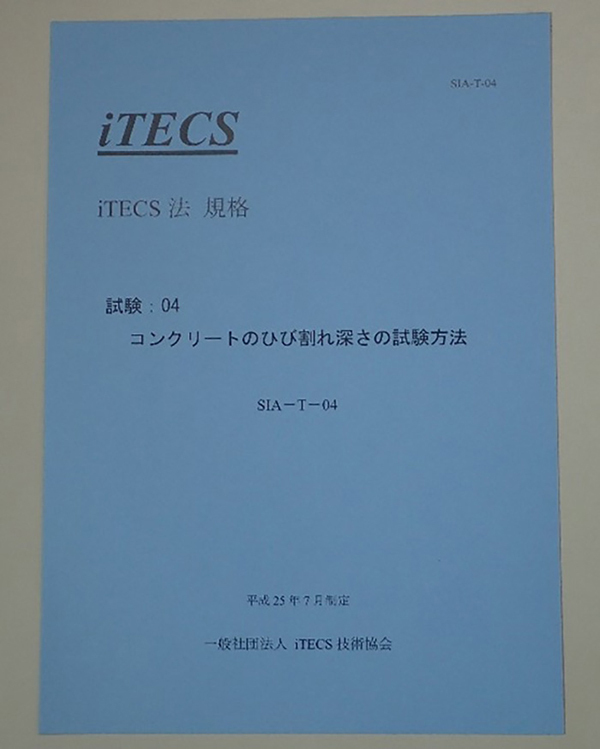 SIA-T-04
iTECS
iTECS 法 規格
試験：04
コンクリートのひび割れ深さの試験方法
SIA－T－04
平成 25 年 7 月制定
一般社団法人 iTECS 技術協会